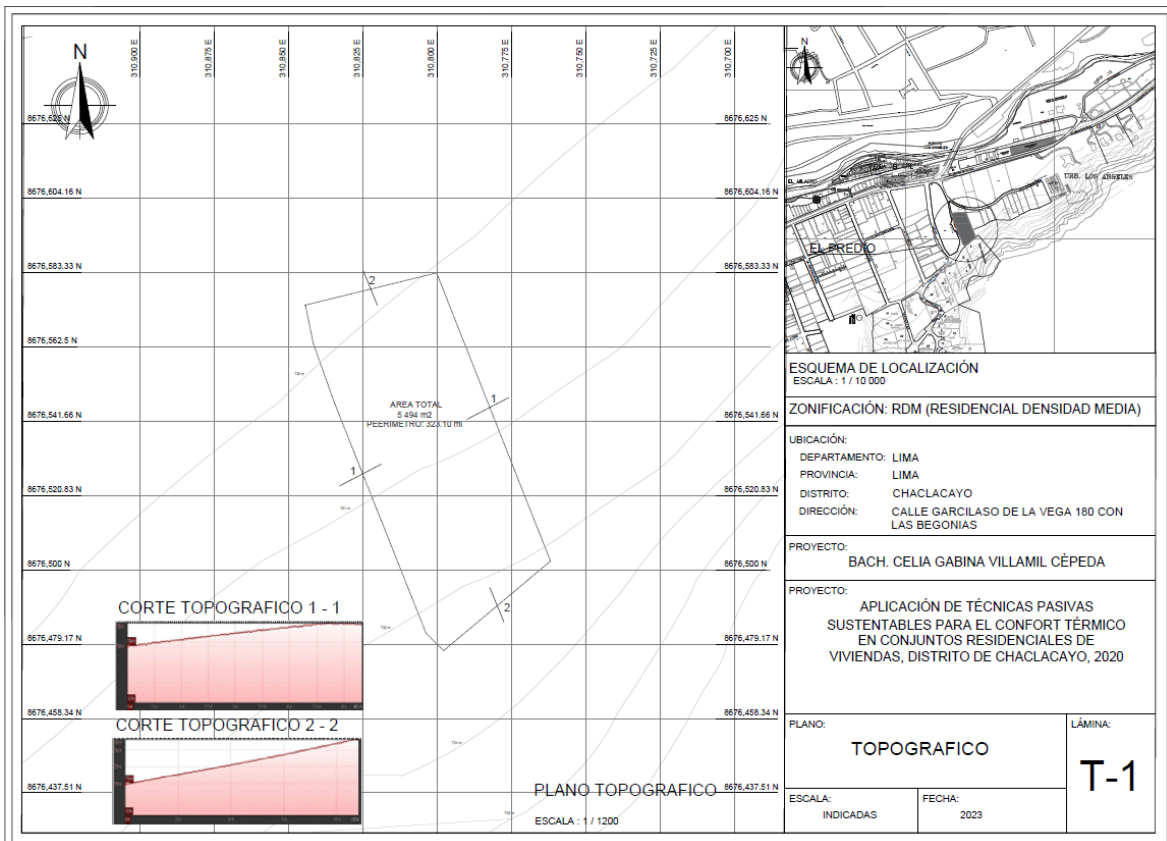 N
310,900 E
310,875 E
310,850 E
310,825 E
310,800 E
310,775 E
310,750 E
310,725 E
310,700 E
8676,625 N
8676,625 N
8676,604.16 N
8676,604.16 N
8676,583.33 N
8676,583.33 N
8676,562.5 N
8676,562.5 N
8676,541.66 N
8676,541.66 N
8676,520.83 N
8676,520.83 N
8676,500 N
8676,500 N
8676,479.17 N
8676,479.17 N
8676,458.34 N
8676,458.34 N
8676,437.51 N
8676,437.51 N
2
1
AREA TOTAL
5 494 m2
PEERIMETRO: 323.10 ml
1
2
CORTE TOPOGRAFICO 1 - 1
CORTE TOPOGRAFICO 2 - 2
PLANO TOPOGRAFICO
ESCALA : 1 / 1200
N
EL MILAGRO
URB. LOS ANGELES
EL PREDIO
ESQUEMA DE LOCALIZACIÓN
ESCALA : 1 / 10 000
ZONIFICACIÓN: RDM (RESIDENCIAL DENSIDAD MEDIA)
UBICACIÓN:
DEPARTAMENTO: LIMA
PROVINCIA: LIMA
DISTRITO: CHACLACAYO
DIRECCIÓN: CALLE GARCILASO DE LA VEGA 180 CON
LAS BEGONIAS
PROYECTO:
BACH. CELIA GABINA VILLAMIL CÈPEDA
PROYECTO:
APLICACIÓN DE TÉCNICAS PASIVAS
SUSTENTABLES PARA EL CONFORT TÉRMICO
EN CONJUNTOS RESIDENCIALES DE
VIVIENDAS, DISTRITO DE CHACLACAYO, 2020
PLANO:
TOPOGRAFICO
LÁMINA:
T-1
ESCALA:
INDICADAS
FECHA:
2023